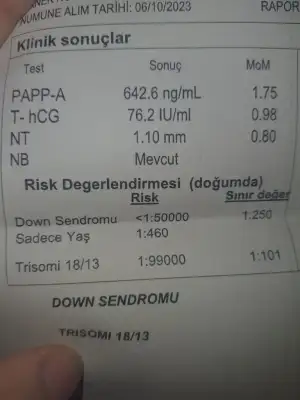 NUMUNE ALIM TARİHİ: 06/10/2023 RAPOR
Klinik sonuçlar
Test Sonuç MoM
PAPP-A 642.6 ng/mL 1.75
T- hCG 76.2 IU/ml 0.98
NT 1.10 mm 0.80
NB Mevcut
Risk Degerlendirmesi (doğumda)
Risk Sınır değer
Down Sendromu <1:50000 1:250
Sadece Yaş 1:460
Trisomi 18/13 1:99000 1:101
DOWN SENDROMU
TRISOMI 18/13